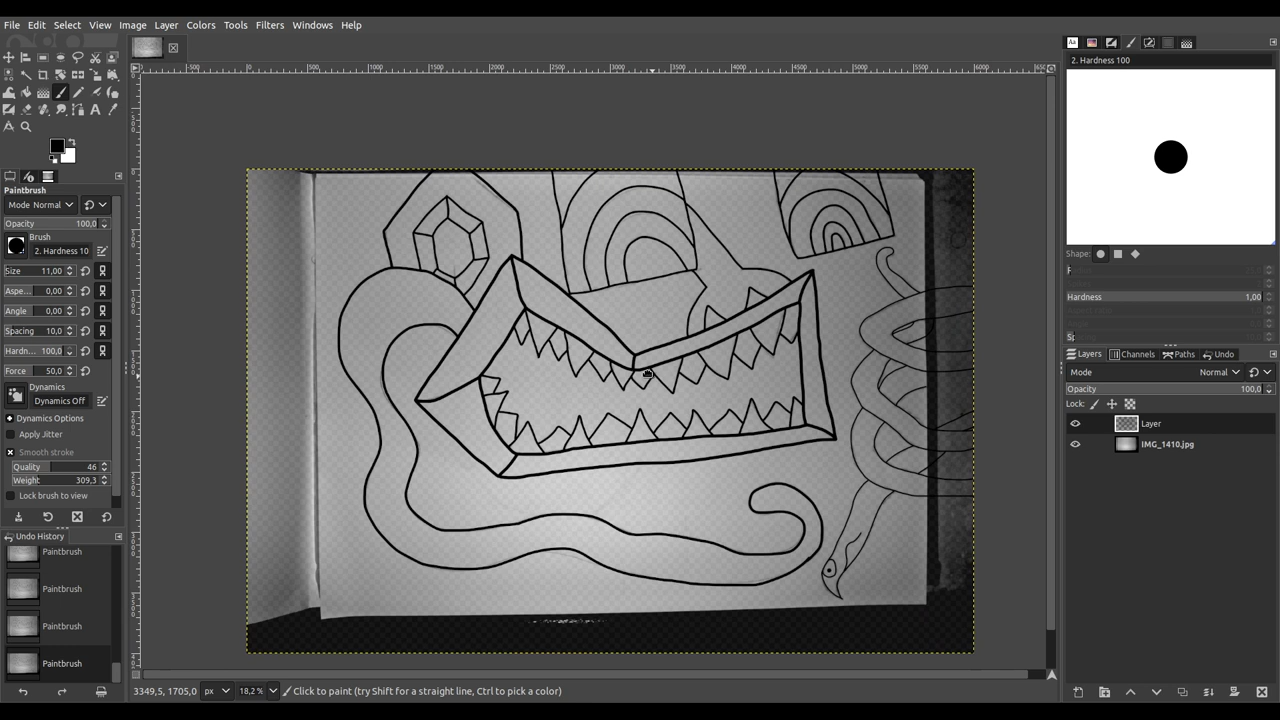 File Edit Select View Image Layer Colors Tools Filters Windows Help
Paintbrush
Mode Normal
Opacity 100,0
Brush
2. Hardness 10
Size 11,00
Aspe... 0,00
Angle 0,00
Spacing 10,0
Hardn... 100,0
Force 50,0
Dynamics
Dynamics Off
Dynamics Options
Apply Jitter
Smooth stroke
Quality 46
Weight 309,3
Lock brush to view
Undo History
Paintbrush
Paintbrush
Paintbrush
Paintbrush
3349,5, 1705,0 px 18,2 % Click to paint (try Shift for a straight line, Ctrl to pick a color)
2. Hardness 100
Shape:
Hardness 1,00
Layers Channels Paths Undo
Mode Normal
Opacity 100,0
Lock:
Layer
IMG_1410.jpg